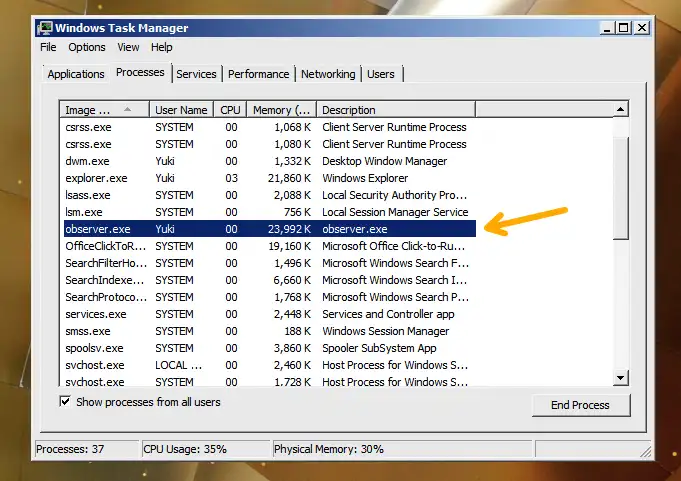 Windows Task Manager
File Options View Help
Applications Processes Services Performance Networking Users
Image ... User Name CPU Memory (... Description
csrss.exe SYSTEM 00 1,068 K Client Server Runtime Process
csrss.exe SYSTEM 00 1,080 K Client Server Runtime Process
dwm.exe Yuki 00 1,332 K Desktop Window Manager
explorer.exe Yuki 03 21,860 K Windows Explorer
lsass.exe SYSTEM 00 2,088 K Local Security Authority Pro...
lsm.exe SYSTEM 00 756 K Local Session Manager Service
observer.exe Yuki 00 23,992 K observer.exe
OfficeClickToR... SYSTEM 00 19,160 K Microsoft Office Click-to-Ru...
SearchFilterHo... SYSTEM 00 1,496 K Microsoft Windows Search F...
SearchIndexe... SYSTEM 00 6,660 K Microsoft Windows Search I...
SearchProtoco... SYSTEM 00 1,768 K Microsoft Windows Search P...
services.exe SYSTEM 00 2,448 K Services and Controller app
smss.exe SYSTEM 00 188 K Windows Session Manager
spoolsv.exe SYSTEM 00 3,860 K Spooler SubSystem App
svchost.exe LOCAL ... 00 2,460 K Host Process for Windows S...
svchost.exe SYSTEM 00 1,728 K Host Process for Windows S...
Show processes from all users
End Process
Processes: 37 CPU Usage: 35% Physical Memory: 30%